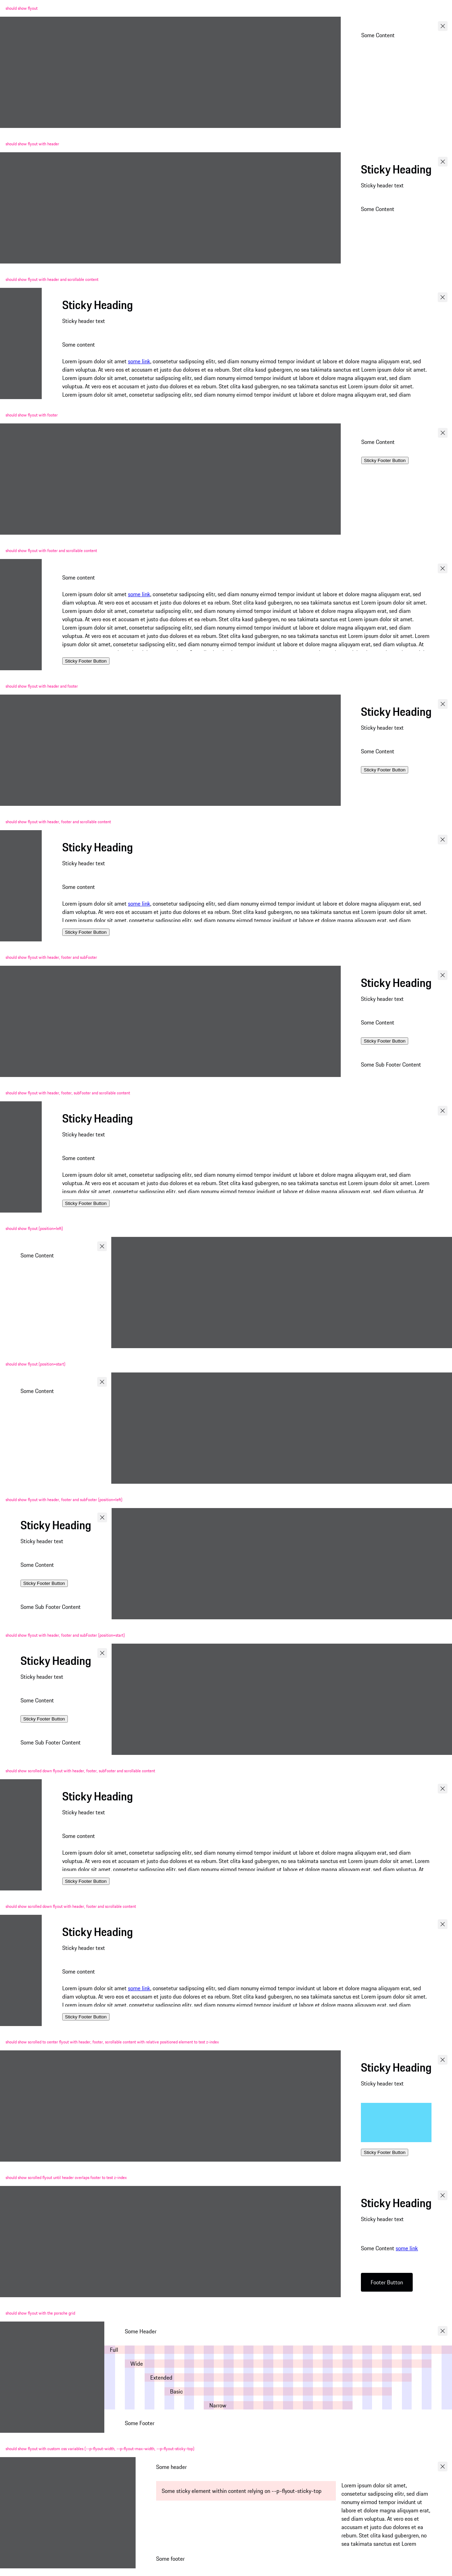 should show flyout
Some Content
should show flyout with header
Sticky Heading
Sticky header text
Some Content
should show flyout with header and scrollable content
Sticky Heading
Sticky header text
Some content
Lorem ipsum dolor sit amet some link, consetetur sadipscing elitr, sed diam nonumy eirmod tempor invidunt ut labore et dolore magna aliquyam erat, sed
diam voluptua. At vero eos et accusam et justo duo dolores et ea rebum. Stet clita kasd gubergren, no sea takimata sanctus est Lorem ipsum dolor sit amet.
Lorem ipsum dolor sit amet, consetetur sadipscing elitr, sed diam nonumy eirmod tempor invidunt ut labore et dolore magna aliquyam erat, sed diam
voluptua. At vero eos et accusam et justo duo dolores et ea rebum. Stet clita kasd gubergren, no sea takimata sanctus est Lorem ipsum dolor sit amet.
Lorem ipsum dolor sit amet, consetetur sadipscing elitr, sed diam nonumy eirmod tempor invidunt ut labore et dolore magna aliquyam erat, sed diam
should show flyout with footer
Some Content
Sticky Footer Button
should show flyout with footer and scrollable content
Some content
Lorem ipsum dolor sit amet some link, consetetur sadipscing elitr, sed diam nonumy eirmod tempor invidunt ut labore et dolore magna aliquyam erat, sed
diam voluptua. At vero eos et accusam et justo duo dolores et ea rebum. Stet clita kasd gubergren, no sea takimata sanctus est Lorem ipsum dolor sit amet.
Lorem ipsum dolor sit amet, consetetur sadipscing elitr, sed diam nonumy eirmod tempor invidunt ut labore et dolore magna aliquyam erat, sed diam
voluptua. At vero eos et accusam et justo duo dolores et ea rebum. Stet clita kasd gubergren, no sea takimata sanctus est Lorem ipsum dolor sit amet.
Lorem ipsum dolor sit amet, consetetur sadipscing elitr, sed diam nonumy eirmod tempor invidunt ut labore et dolore magna aliquyam erat, sed diam
voluptua. At vero eos et accusam et justo duo dolores et ea rebum. Stet clita kasd gubergren, no sea takimata sanctus est Lorem ipsum dolor sit amet. Lorem
ipsum dolor sit amet, consetetur sadipscing elitr, sed diam nonumy eirmod tempor invidunt ut labore et dolore magna aliquyam erat, sed diam voluptua. At
Sticky Footer Button
should show flyout with header and footer
Sticky Heading
Sticky header text
Some Content
Sticky Footer Button
should show flyout with header, footer and scrollable content
Sticky Heading
Sticky header text
Some content
Lorem ipsum dolor sit amet some link, consetetur sadipscing elitr, sed diam nonumy eirmod tempor invidunt ut labore et dolore magna aliquyam erat, sed
diam voluptua. At vero eos et accusam et justo duo dolores et ea rebum. Stet clita kasd gubergren, no sea takimata sanctus est Lorem ipsum dolor sit amet.
Lorem ipsum dolor sit amet, consetetur sadipscing elitr, sed diam nonumy eirmod tempor invidunt ut labore et dolore magna aliquyam erat, sed diam
Sticky Footer Button
should show flyout with header, footer and subfooter
Sticky Heading
Sticky header text
Some Content
Sticky Footer Button
Some Sub Footer Content
should show flyout with header, footer, subfooter and scrollable content
Sticky Heading
Sticky header text
Some content
Lorem ipsum dolor sit amet, consetetur sadipscing elitr, sed diam nonumy eirmod tempor invidunt ut labore et dolore magna aliquyam erat, sed diam
voluptua. At vero eos et accusam et justo duo dolores et ea rebum. Stet clita kasd gubergren, no sea takimata sanctus est Lorem ipsum dolor sit amet. Lorem
ipsum dolor sit amet, consetetur sadipscing elitr, sed diam nonumy eirmod tempor invidunt ut labore et dolore magna aliquyam erat, sed diam voluptua. At
Sticky Footer Button
should show flyout (position=left)
Some Content
should show flyout (position=start)
Some Content
should show flyout with header, footer and subfooter (position=left)
Sticky Heading
Sticky header text
Some Content
Sticky Footer Button
Some Sub Footer Content
should show flyout with header, footer and subfooter (position=start)
Sticky Heading
Sticky header text
Some Content
Sticky Footer Button
Some Sub Footer Content
should show scrolled down flyout with header, footer, subfooter and scrollable content
Sticky Heading
Sticky header text
Some content
Lorem ipsum dolor sit amet, consetetur sadipscing elitr, sed diam nonumy eirmod tempor invidunt ut labore et dolore magna aliquyam erat, sed diam
voluptua. At vero eos et accusam et justo duo dolores et ea rebum. Stet clita kasd gubergren, no sea takimata sanctus est Lorem ipsum dolor sit amet. Lorem
ipsum dolor sit amet, consetetur sadipscing elitr, sed diam nonumy eirmod tempor invidunt ut labore et dolore magna aliquyam erat, sed diam voluptua. At
Sticky Footer Button
should show scrolled down flyout with header, footer and scrollable content
Sticky Heading
Sticky header text
Some content
Lorem ipsum dolor sit amet some link, consetetur sadipscing elitr, sed diam nonumy eirmod tempor invidunt ut labore et dolore magna aliquyam erat, sed
diam voluptua. At vero eos et accusam et justo duo dolores et ea rebum. Stet clita kasd gubergren, no sea takimata sanctus est Lorem ipsum dolor sit amet.
Lorem ipsum dolor sit amet, consetetur sadipscing elitr, sed diam nonumy eirmod tempor invidunt ut labore et dolore magna aliquyam erat, sed diam
Sticky Footer Button
should show scrolled to center flyout with header, footer, scrollable content with relative positioned element to test z-index
Sticky Heading
Sticky header text
Sticky Footer Button
should show scrolled flyout until header overlaps footer to test z-index
Sticky Heading
Sticky header text
Some Content some link
Footer Button
should show flyout with the porsche grid
Some Header
Full
Wide
Extended
Basic
Narrow
Some Footer
should show flyout with custom css variables (--p-flyout-width, --p-flyout-max-width, --p-flyout-sticky-top)
Some header
Some sticky element within content relying on --p-flyout-sticky-top
Lorem ipsum dolor sit amet,
consetetur sadipscing elitr, sed diam
nonumy eirmod tempor invidunt ut
labore et dolore magna aliquyam
erat, sed diam voluptua. At vero eos et
accusam et justo duo dolores et ea
rebum. Stet clita kasd gubergren, no
sea takimata sanctus est Lorem
Some footer